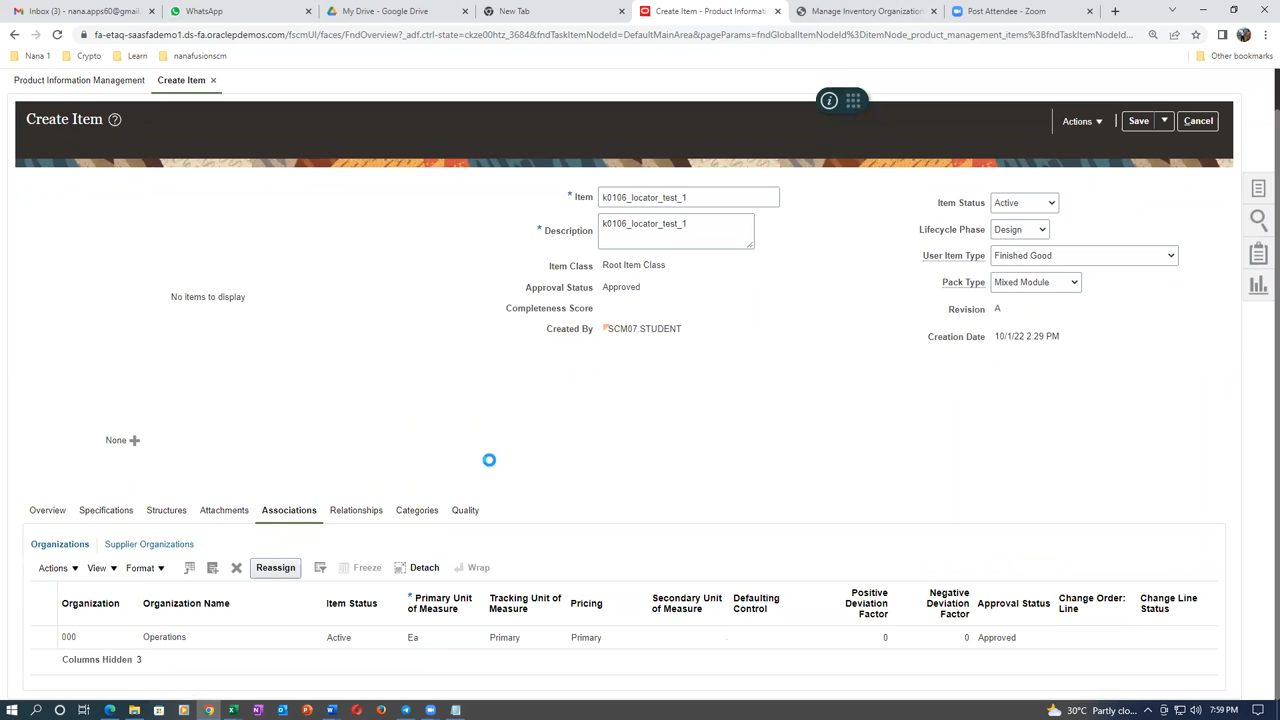 Inbox (3) - nana.apps60@gmail.
WhatsApp
My Drive - Google Drive
New Tab
Create Item - Product Informati
Manage Inventory Organization
Post Attendee - Zoom
fa-etaq-saasfademo1.ds-fa.oraclepdemos.com/fscmUI/faces/FndOverview?_adf.ctrl-state=ckze00htz_3684&fndTaskItemNodeId=DefaultMainArea&pageParams=fndGlobalItemNodeId%3DitemNode_product_management_items%3BfndTaskItemNodeId...
Nana 1
Crypto
Learn
nanafusionscm
Other bookmarks
Product Information Management
Create Item
Create Item
Actions
Save
Cancel
* Item k0106_locator_test_1
* Description k0106_locator_test_1
Item Class Root Item Class
Approval Status Approved
Completeness Score
Created By SCM07.STUDENT
Item Status Active
Lifecycle Phase Design
User Item Type Finished Good
Pack Type Mixed Module
Revision A
Creation Date 10/1/22 2:29 PM
No items to display
None
Overview Specifications Structures Attachments Associations Relationships Categories Quality
Organizations Supplier Organizations
Actions View Format Reassign Freeze Detach Wrap
Organization
Organization Name
Item Status
* Primary Unit of Measure
Tracking Unit of Measure
Pricing
Secondary Unit of Measure
Defaulting Control
Positive Deviation Factor
Negative Deviation Factor
Approval Status
Change Order: Line
Change Line Status
000 Operations Active Ea Primary Primary 0 0 Approved
Columns Hidden 3
30°C Partly clo...
7:59 PM